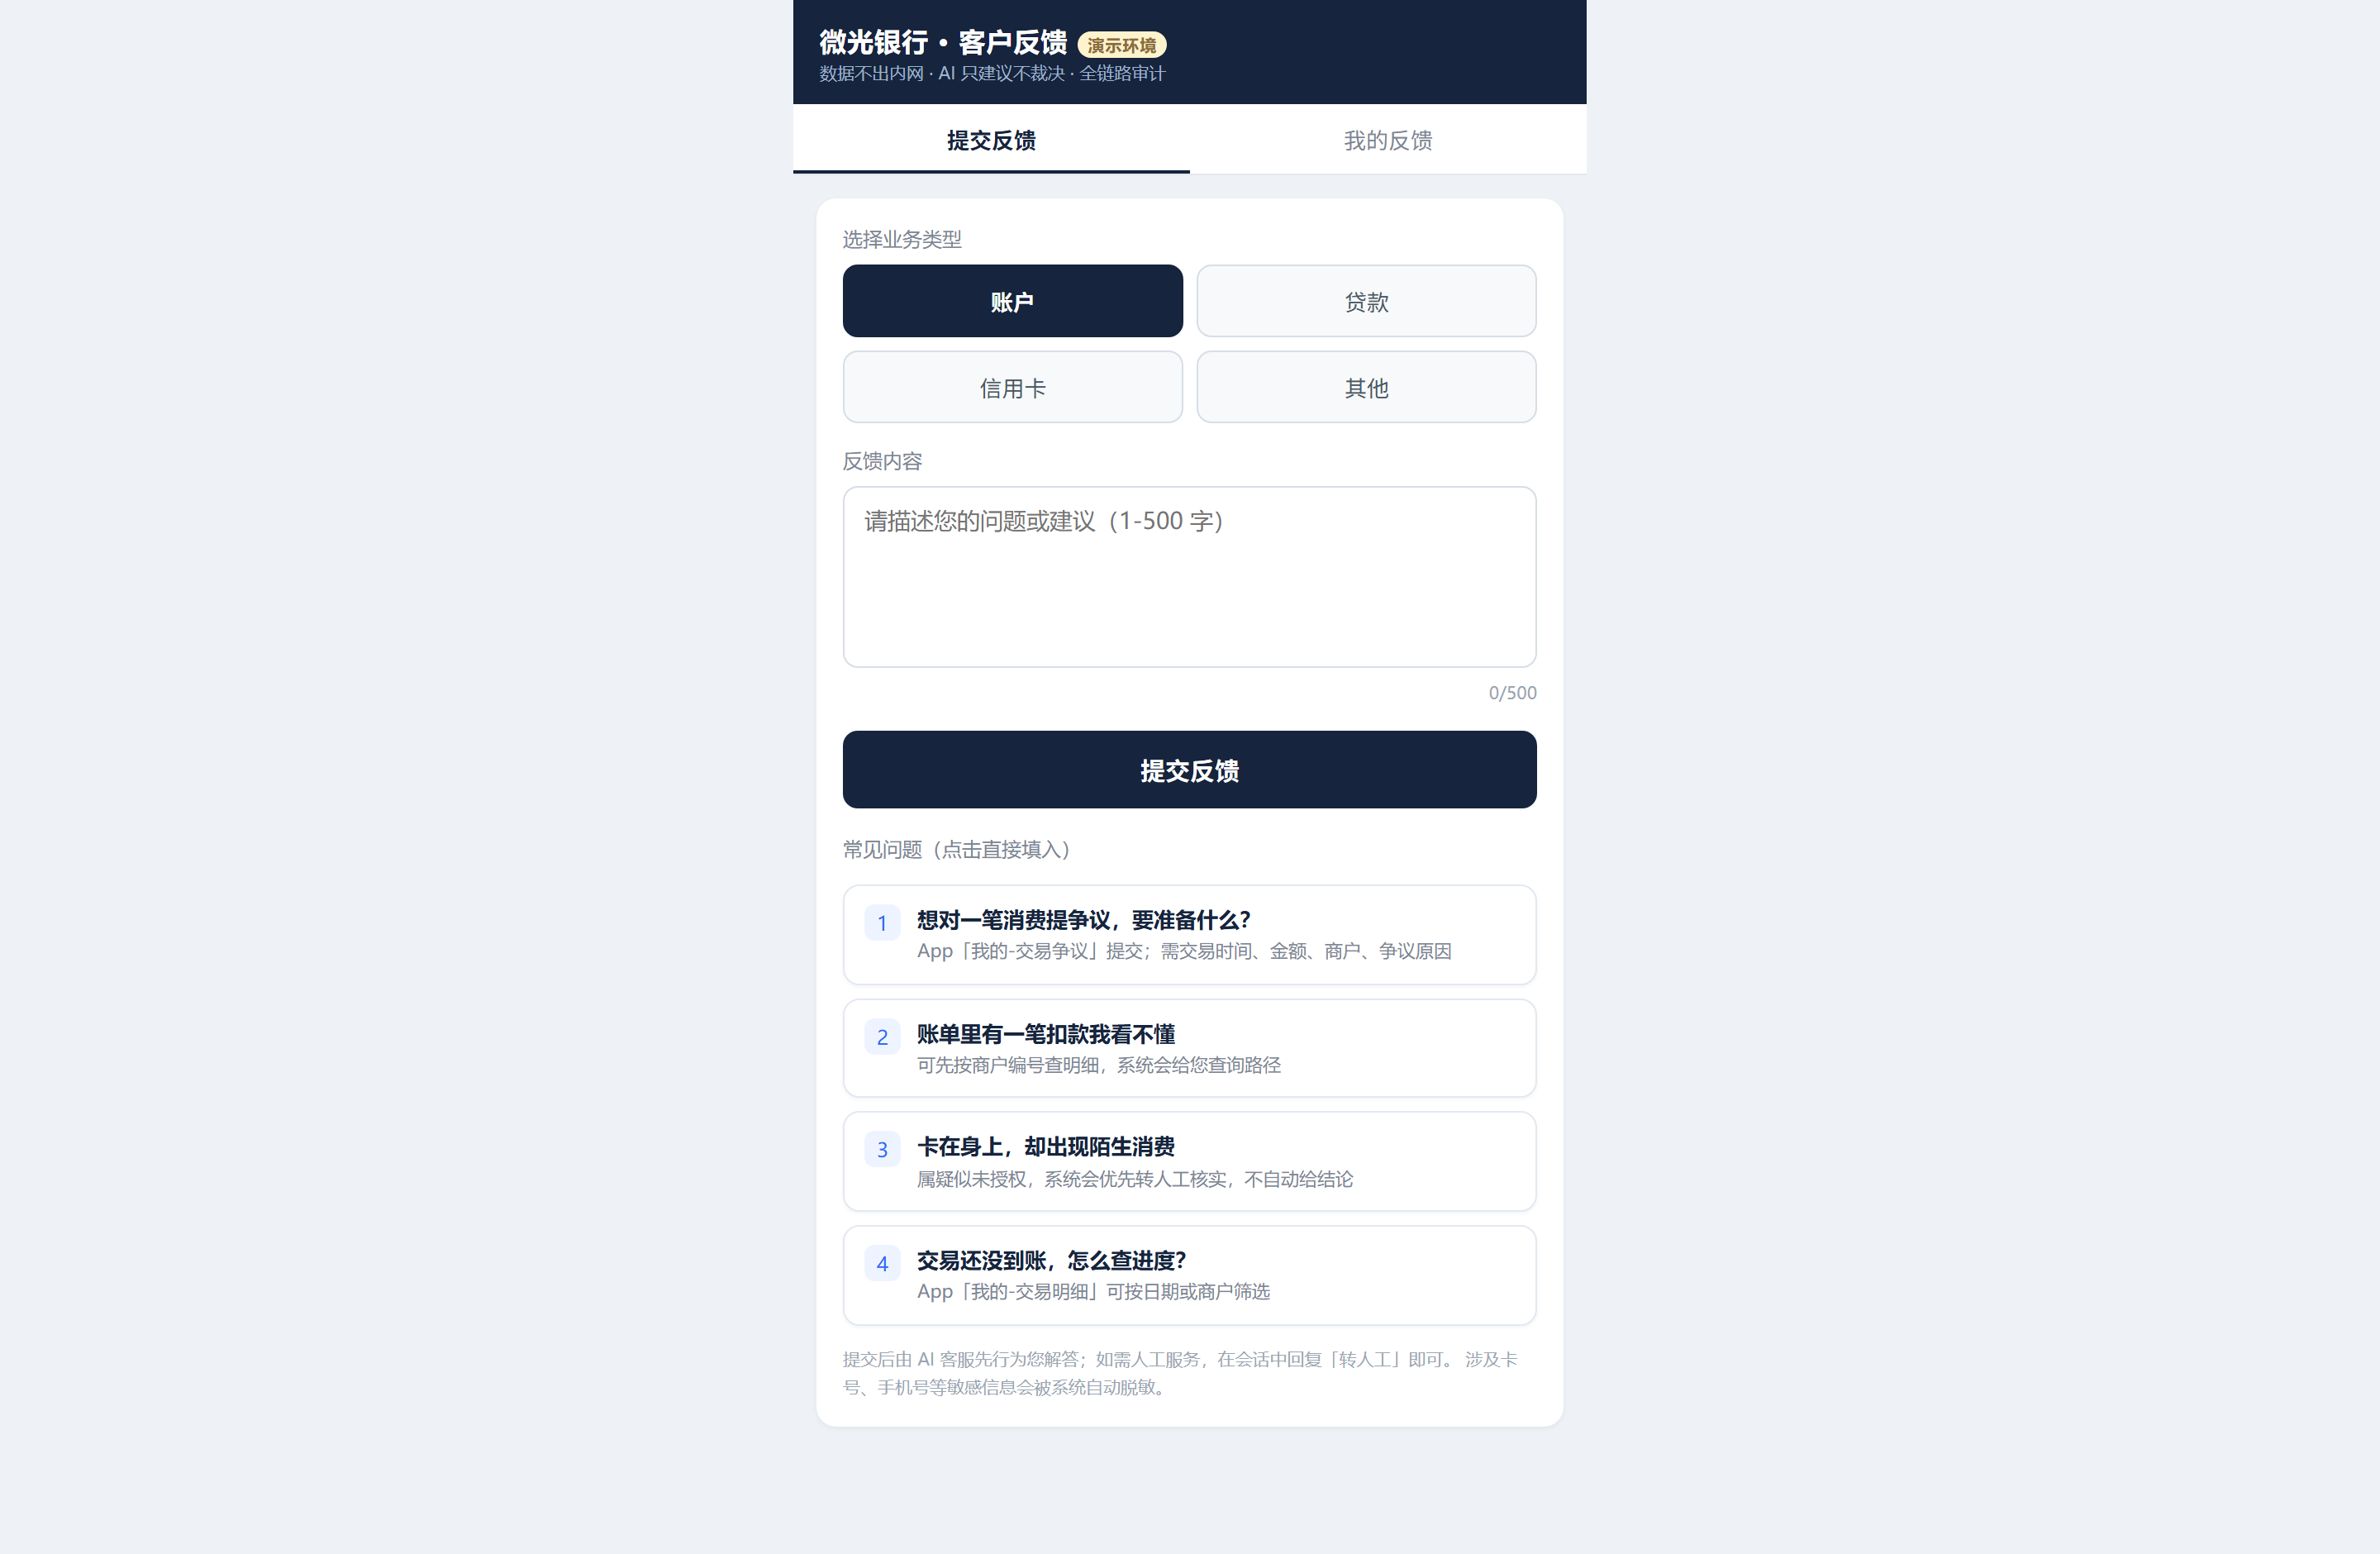 微光银行 · 客户反馈 演示环境
数据不出内网 · AI 只建议不裁决 · 全链路审计
提交反馈 我的反馈
选择业务类型
账户 贷款
信用卡 其他
反馈内容
请描述您的问题或建议（1-500 字）
0/500
提交反馈
常见问题（点击直接填入）
1 想对一笔消费提争议，要准备什么？
App「我的-交易争议」提交；需交易时间、金额、商户、争议原因
2 账单里有一笔扣款我看不懂
可先按商户编号查明细，系统会给您查询路径
3 卡在身上，却出现陌生消费
属疑似未授权，系统会优先转人工核实，不自动给结论
4 交易还没到账，怎么查进度？
App「我的-交易明细」可按日期或商户筛选
提交后由 AI 客服先行为您解答；如需人工服务，在会话中回复「转人工」即可。 涉及卡
号、手机号等敏感信息会被系统自动脱敏。